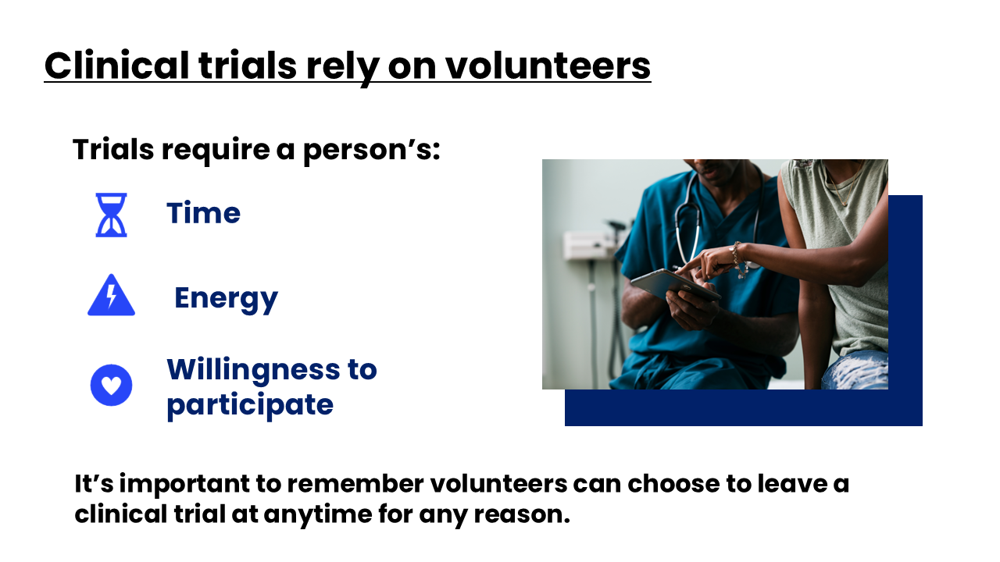 Clinical trials rely on volunteers
Trials require a person’s:
Time
Energy
Willingness to
participate
It’s important to remember volunteers can choose to leave a
clinical trial at anytime for any reason.